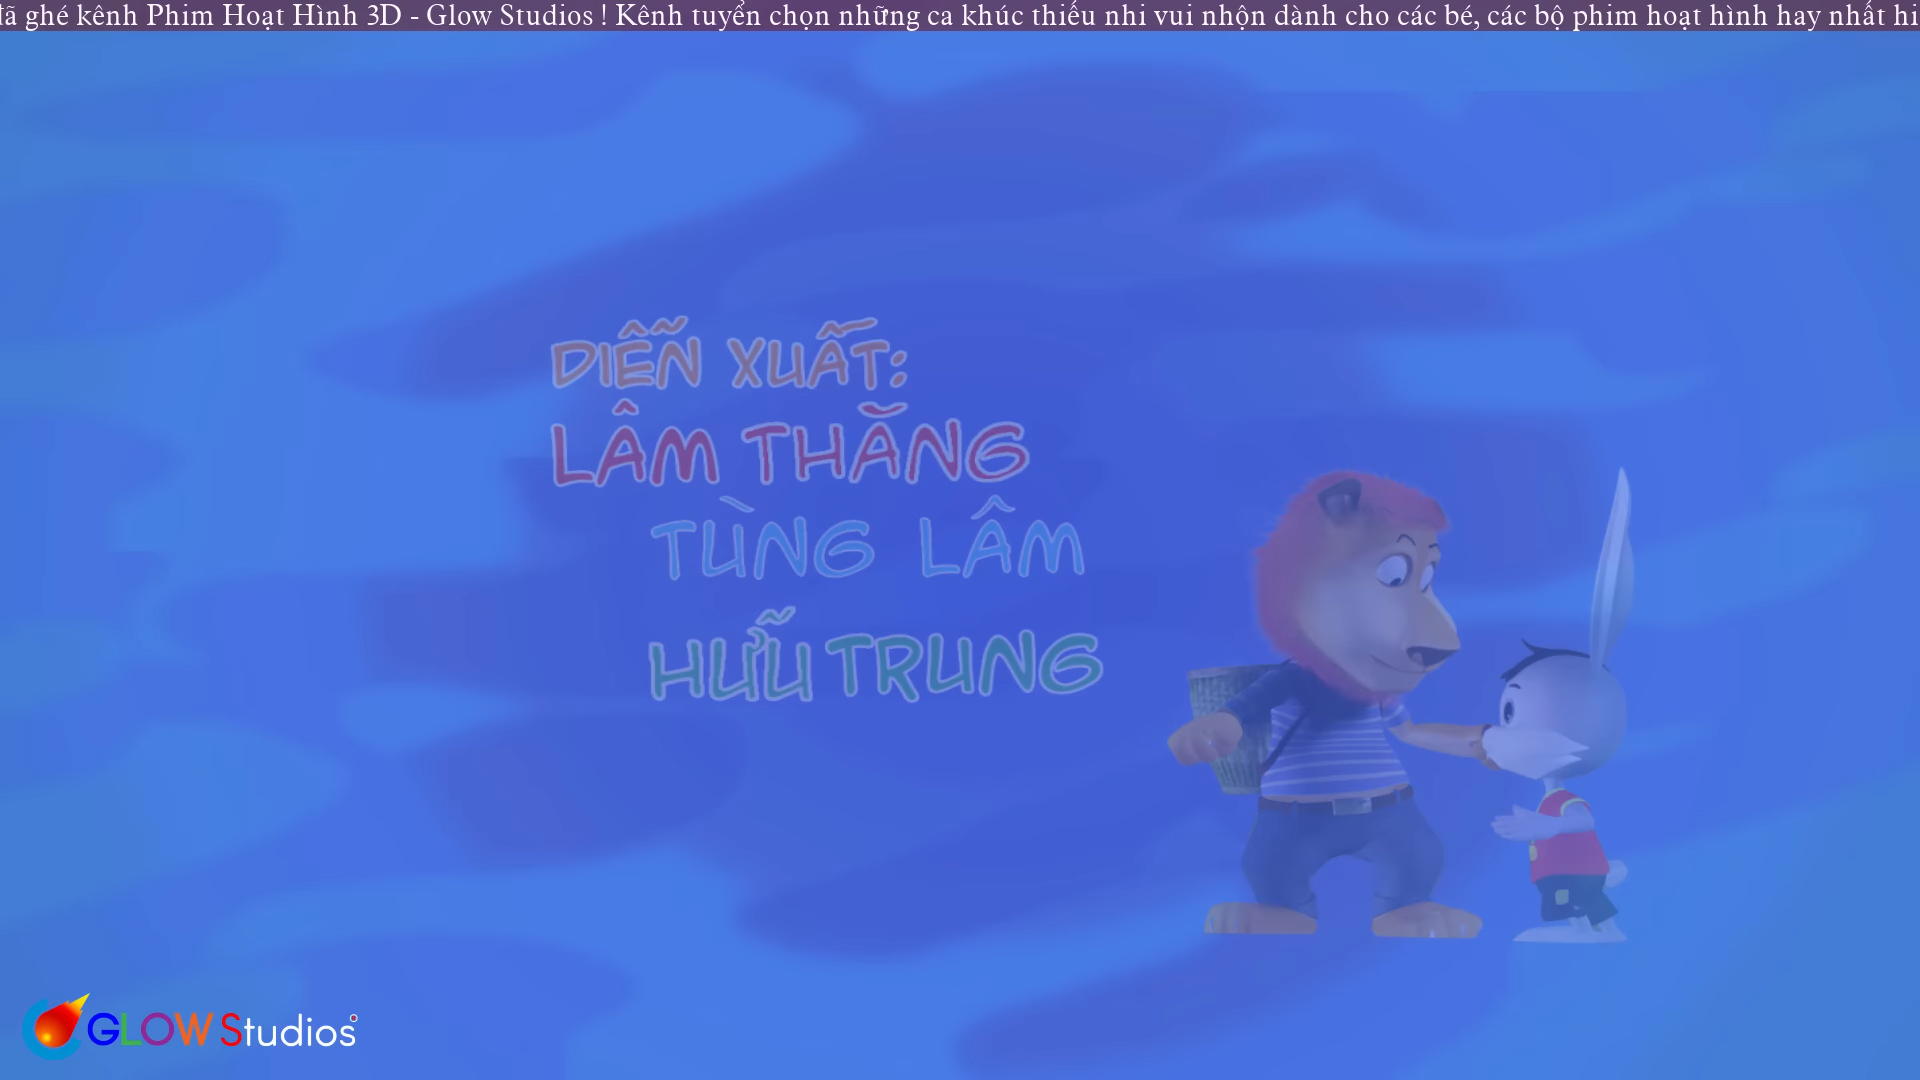 đã ghé kênh Phim Hoạt Hình 3D - Glow Studios ! Kênh tuyển chọn những ca khúc thiếu nhi vui nhộn dành cho các bé, các bộ phim hoạt hình hay nhất hi
DIỄN XUẤT:
LÂM THẮNG
TÙNG LÂM
HỮU TRUNG
GLOW Studios